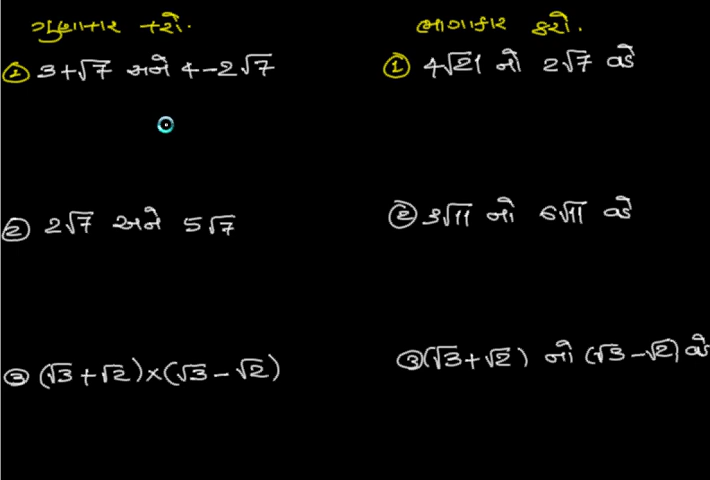 ગુણાકાર કરો.
① 3+√7 અને 4-2√7
② 2√7 અને 5√7
③ (√3+√2)×(√3-√2)
ભાગાકાર કરો.
① 4√21 નો 2√7 વડે
② 3√11 નો 6√11 વડે
③ (√3+√2) નો (√3-√2) વડે